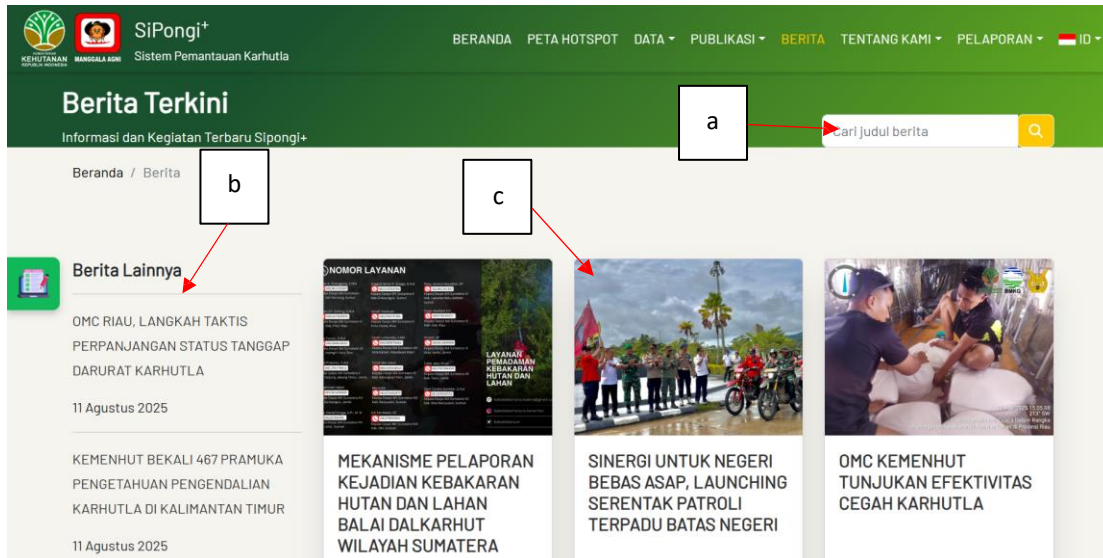 SiPongi+
Sistem Pemantauan Karhutla
KEMENTERIAN
KEHUTANAN
REPUBLIK INDONESIA
MANGGALA AGNI
BERANDA PETA HOTSPOT DATA PUBLIKASI BERITA TENTANG KAMI PELAPORAN ID
Berita Terkini
Informasi dan Kegiatan Terbaru Sipongi+
a
Cari judul berita
Beranda / Berita
b
c
Berita Lainnya
OMC RIAU, LANGKAH TAKTIS
PERPANJANGAN STATUS TANGGAP
DARURAT KARHUTLA
11 Agustus 2025
KEMENHUT BEKALI 467 PRAMUKA
PENGETAHUAN PENGENDALIAN
KARHUTLA DI KALIMANTAN TIMUR
11 Agustus 2025
NOMOR LAYANAN
LAYANAN
PEMADAMAN
KEBAKARAN
HUTAN DAN
LAHAN
MEKANISME PELAPORAN
KEJADIAN KEBAKARAN
HUTAN DAN LAHAN
BALAI DALKARHUT
WILAYAH SUMATERA
SINERGI UNTUK NEGERI
BEBAS ASAP, LAUNCHING
SERENTAK PATROLI
TERPADU BATAS NEGERI
BMKG
OMC KEMENHUT
TUNJUKAN EFEKTIVITAS
CEGAH KARHUTLA